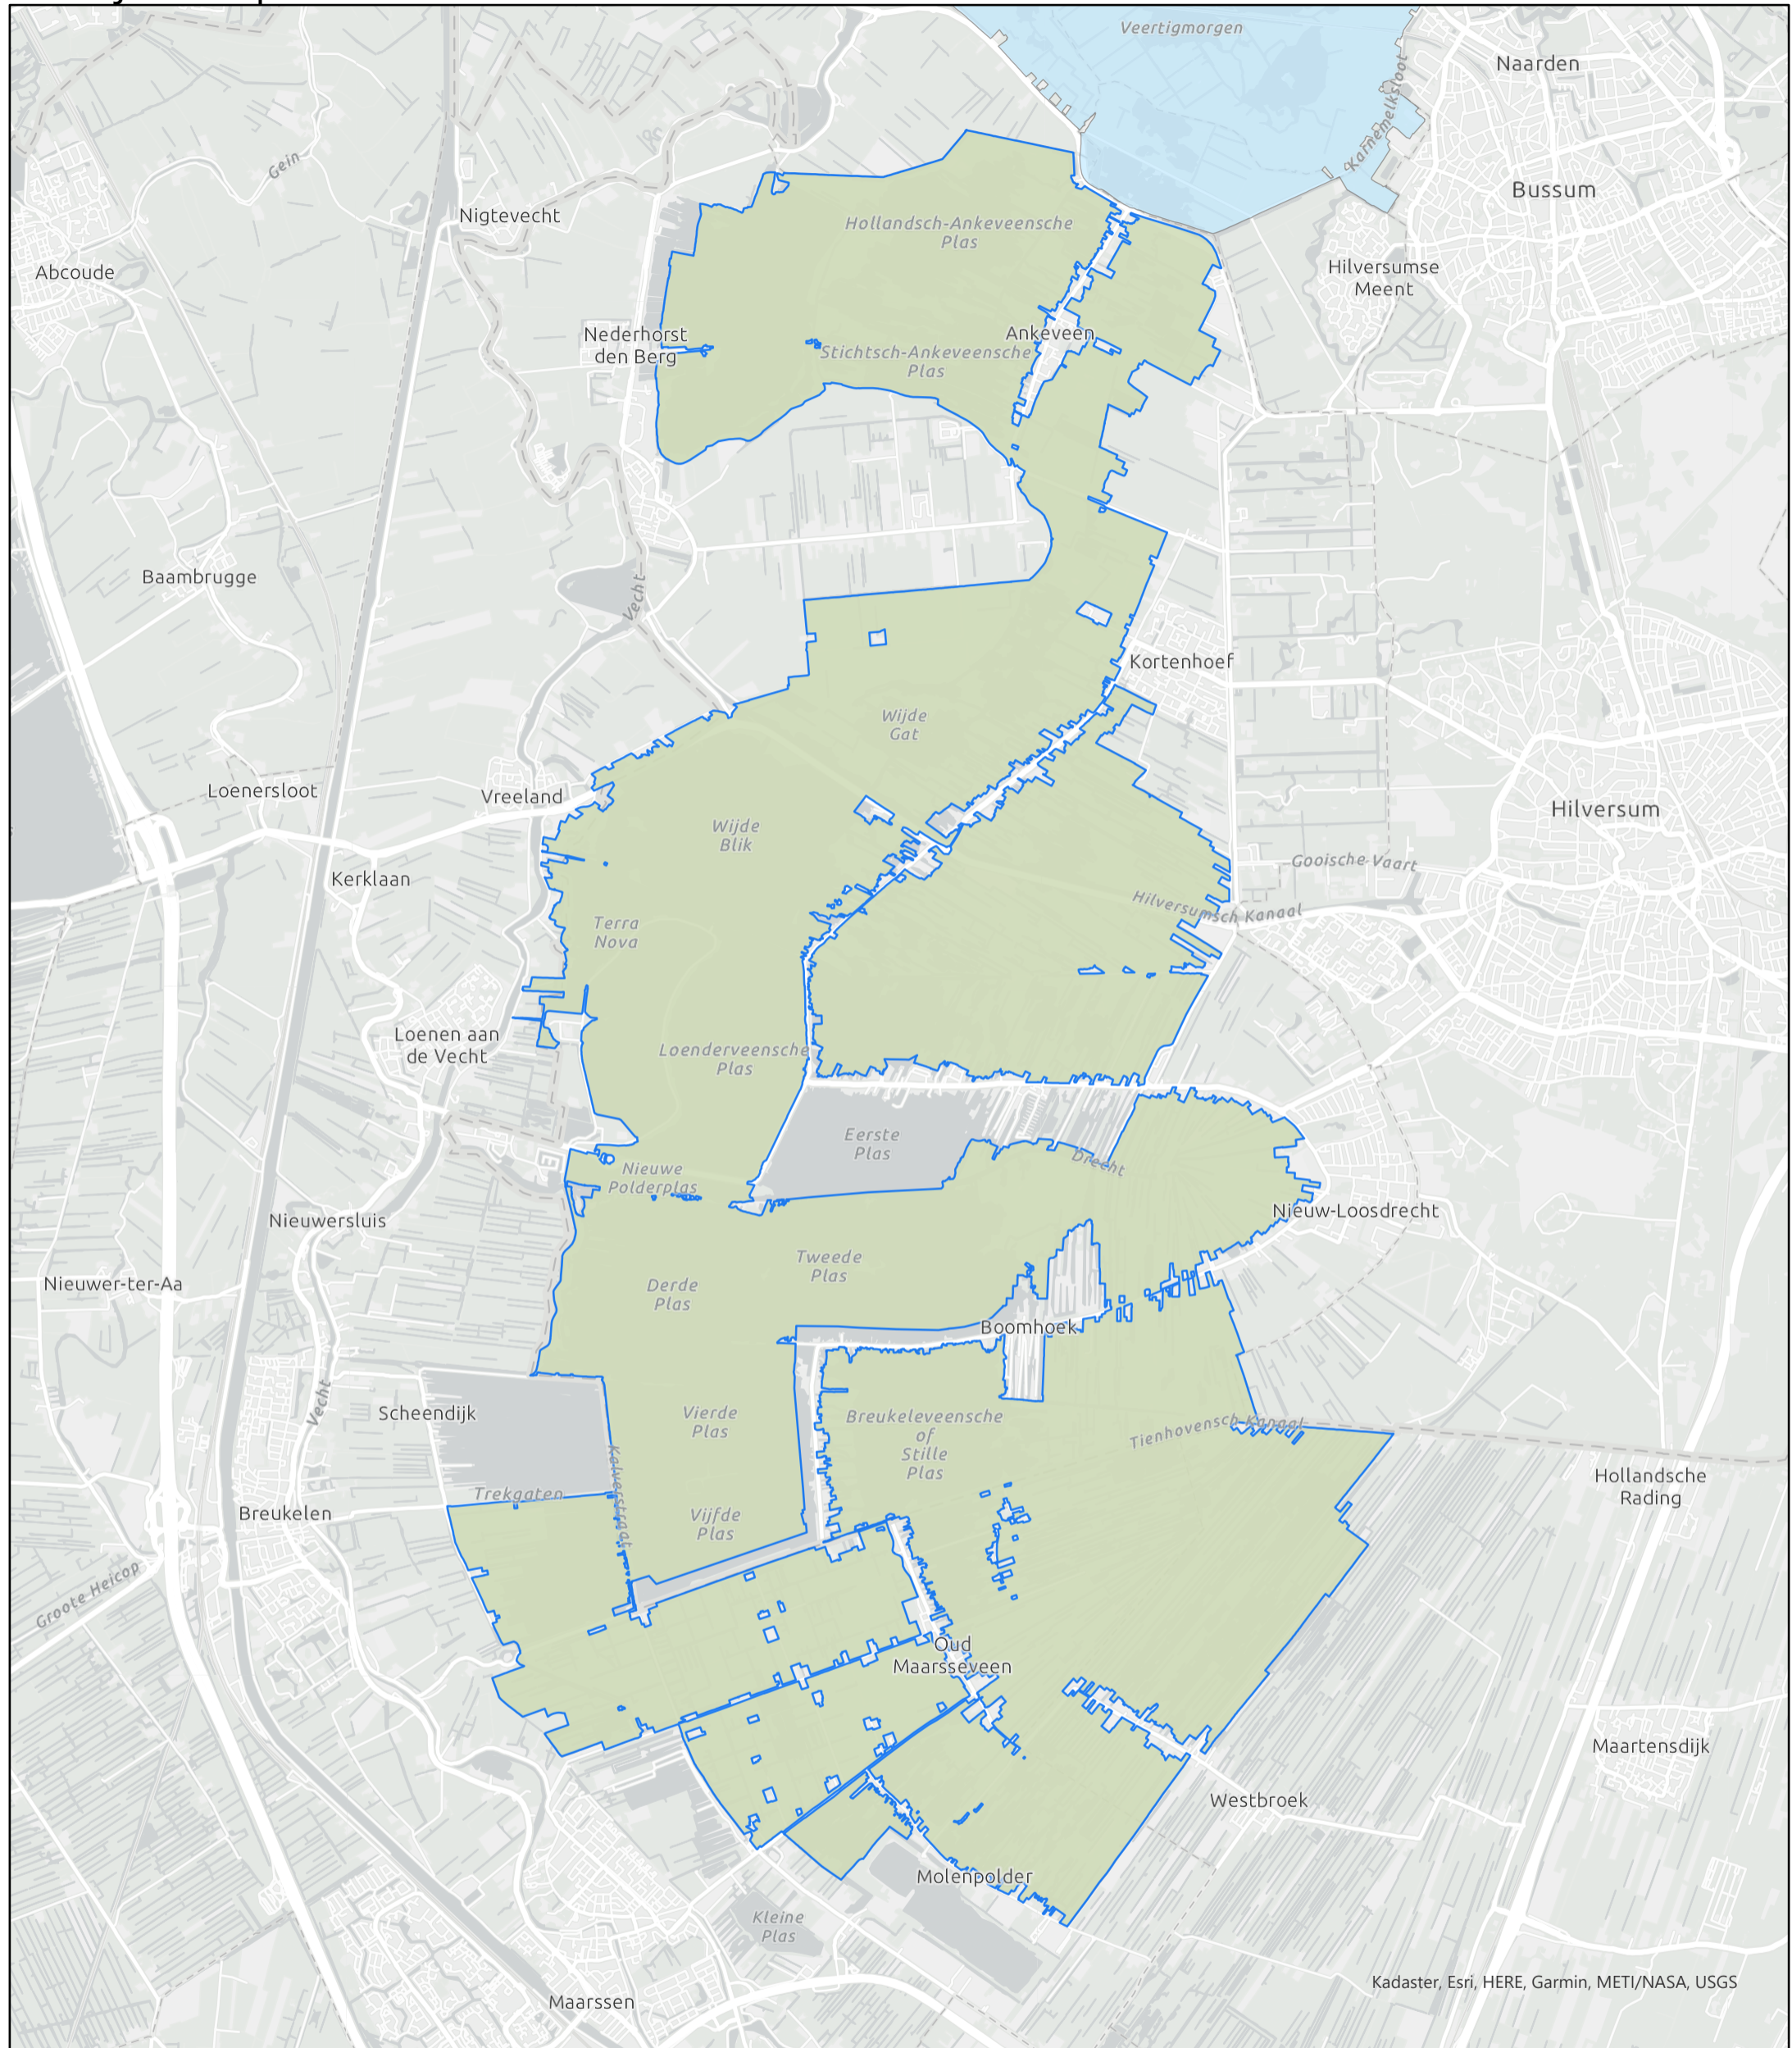 Veertigmorgen
Naarden
Karnemelksloot
Gein
Bussum
Nigtevecht
Hollandsch-Ankeveensche
Plas
Abcoude
Hilversumse
Meent
Nederhorst
den Berg
Ankeveen
Stichtsch-Ankeveensche
Plas
Baambrugge
Vecht
Kortenhoef
Wijde
Gat
Loenersloot
Vreeland
Hilversum
Wijde
Blik
Kerklaan
Gooische Vaart
Hilversumsch Kanaal
Terra
Nova
Loenen aan
de Vecht
Loenderveensche
Plas
Eerste
Plas
Drecht
Nieuwe
Polderplas
Nieuwersluis
Nieuw-Loosdrecht
Nieuwer-ter-Aa
Tweede
Plas
Derde
Plas
Boomhoek
Vecht
Scheendijk
Vierde
Plas
Breukeleveensche
of
Stille
Plas
Tienhovensch Kanaal
Kalverstraat
Hollandsche
Rading
Trekgaten
Breukelen
Vijfde
Plas
Groote Heicop
Oud
Maarsseveen
Maartensdijk
Westbroek
Molenpolder
Kleine
Plas
Kadaster, Esri, HERE, Garmin, METI/NASA, USGS
Maarssen